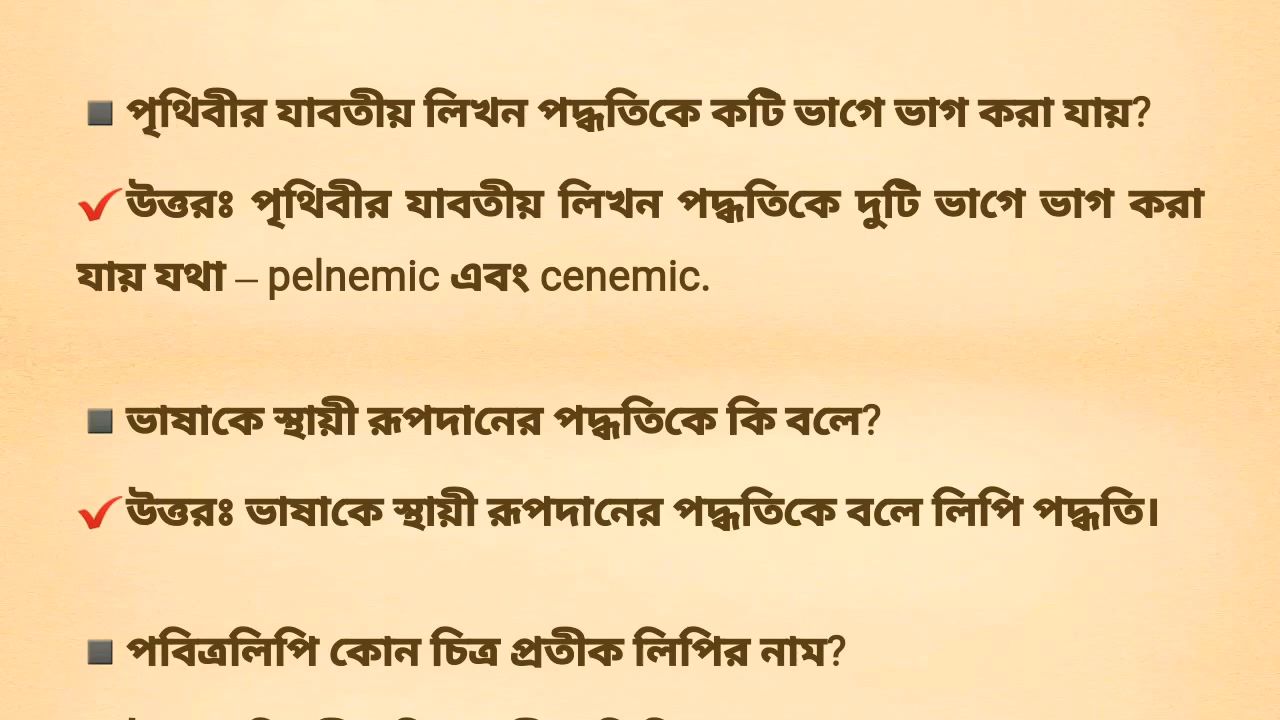 ▪ পৃথিবীর যাবতীয় লিখন পদ্ধতিকে কটি ভাগে ভাগ করা যায়?
✓উত্তরঃ পৃথিবীর যাবতীয় লিখন পদ্ধতিকে দুটি ভাগে ভাগ করা
যায় যথা – pelnemic এবং cenemic.
▪ ভাষাকে স্থায়ী রূপদানের পদ্ধতিকে কি বলে?
✓উত্তরঃ ভাষাকে স্থায়ী রূপদানের পদ্ধতিকে বলে লিপি পদ্ধতি।
▪ পবিত্রলিপি কোন চিত্র প্রতীক লিপির নাম?